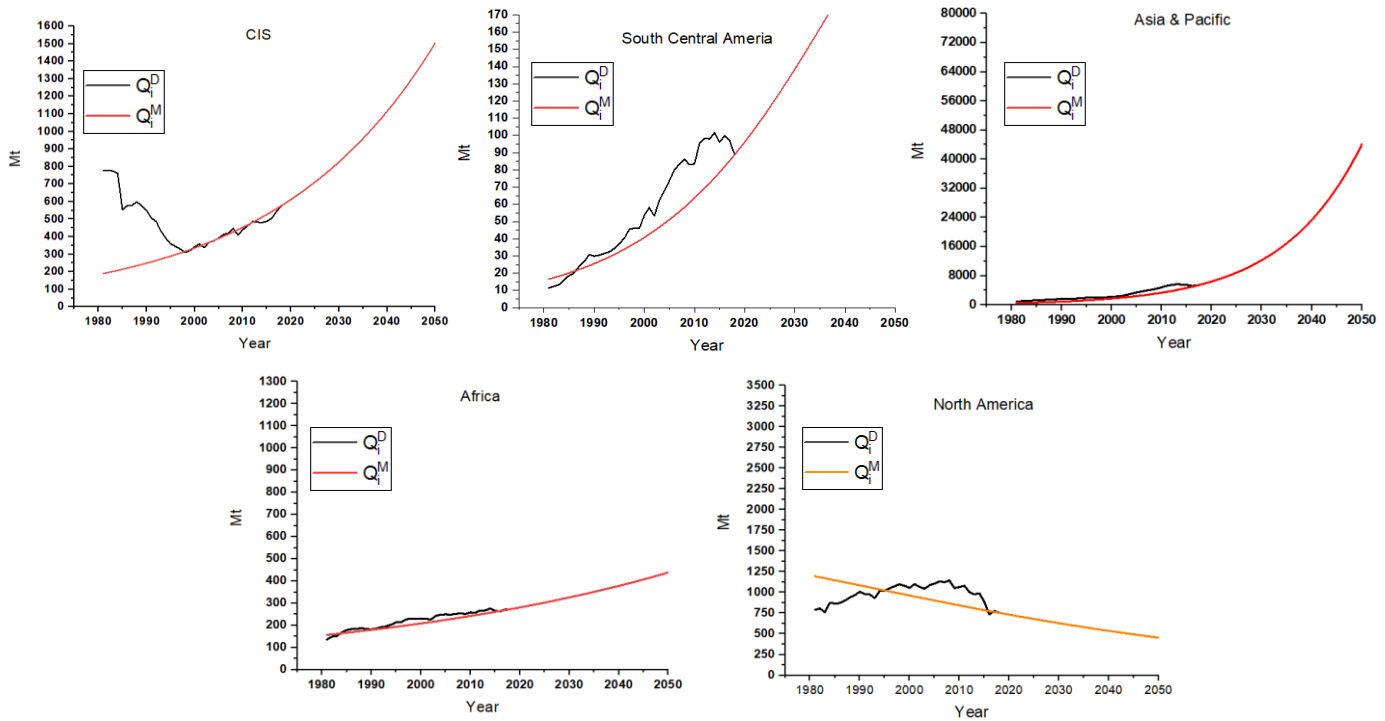 CIS
1600
1500
1400
1300
1200
1100
1000
900
800
700
600
500
400
300
200
100
0
Mt
Q_i^D
Q_i^M
1980 1990 2000 2010 2020 2030 2040 2050
Year
South Central Ameria
170
160
150
140
130
120
110
100
90
80
70
60
50
40
30
20
10
0
Mt
Q_i^D
Q_i^M
1980 1990 2000 2010 2020 2030 2040 2050
Year
Asia & Pacific
80000
72000
64000
56000
48000
40000
32000
24000
16000
8000
0
Mt
Q_i^D
Q_i^M
1980 1990 2000 2010 2020 2030 2040 2050
Year
Africa
1300
1200
1100
1000
900
800
700
600
500
400
300
200
100
0
Mt
Q_i^D
Q_i^M
1980 1990 2000 2010 2020 2030 2040 2050
Year
North America
3500
3250
3000
2750
2500
2250
2000
1750
1500
1250
1000
750
500
250
0
Mt
Q_i^D
Q_i^M
1980 1990 2000 2010 2020 2030 2040 2050
Year